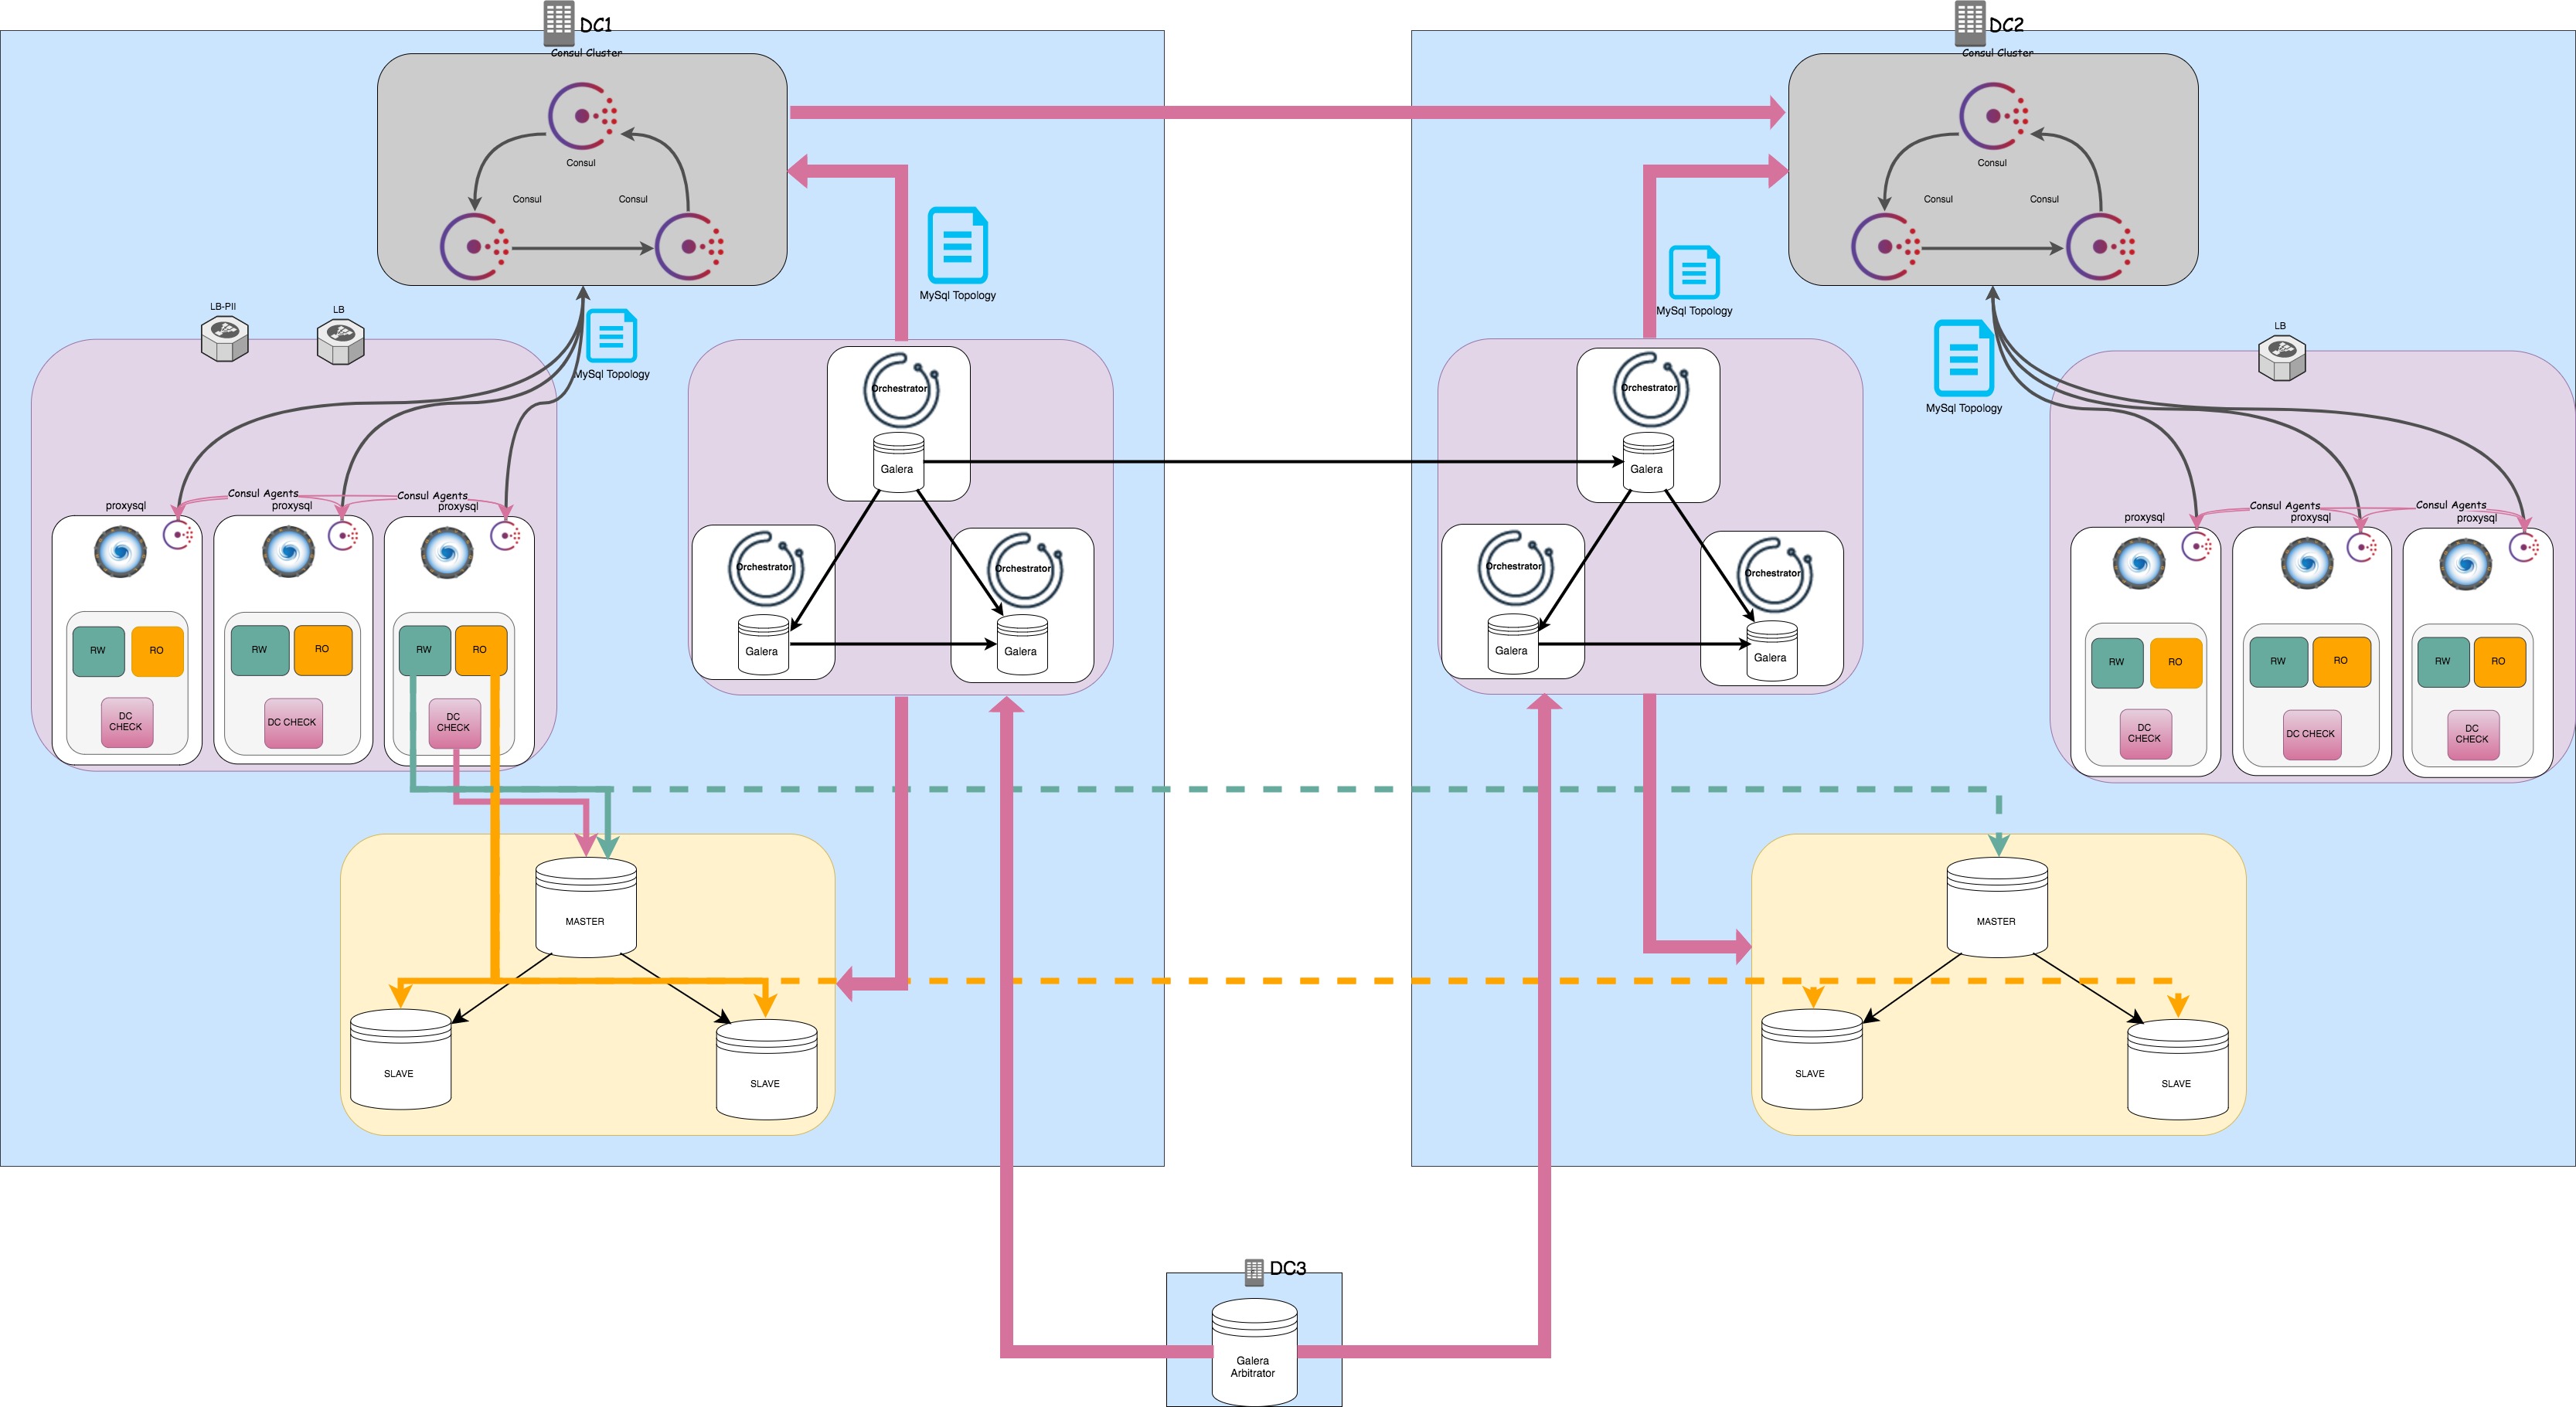 DC1
Consul Cluster
Consul
Consul
Consul
LB-PII
LB
MySql Topology
MySql Topology
Consul Agents
Consul Agents
proxysql
proxysql
proxysql
RW
RO
DC
CHECK
RW
RO
DC CHECK
RW
RO
DC
CHECK
Orchestrator
Galera
Orchestrator
Galera
Orchestrator
Galera
MASTER
SLAVE
SLAVE
DC2
Consul Cluster
Consul
Consul
Consul
MySql Topology
MySql Topology
LB
Orchestrator
Galera
Orchestrator
Galera
Orchestrator
Galera
Consul Agents
Consul Agents
proxysql
proxysql
proxysql
RW
RO
DC
CHECK
RW
RO
DC CHECK
RW
RO
DC
CHECK
MASTER
SLAVE
SLAVE
DC3
Galera
Arbitrator